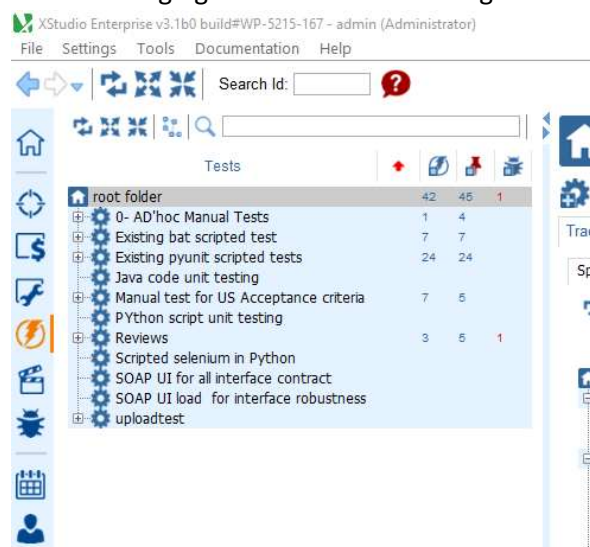 XStudio Enterprise v3.1b0 build#WP-5215-167 - admin (Administrator)
File Settings Tools Documentation Help
Search Id:
Tests
root folder 42 45 1
0- AD'hoc Manual Tests 1 4
Existing bat scripted test 7 7
Existing pyunit scripted tests 24 24
Java code unit testing
Manual test for US Acceptance criteria 7 5
PYthon script unit testing
Reviews 3 5 1
Scripted selenium in Python
SOAP UI for all interface contract
SOAP UI load for interface robustness
uploadtest